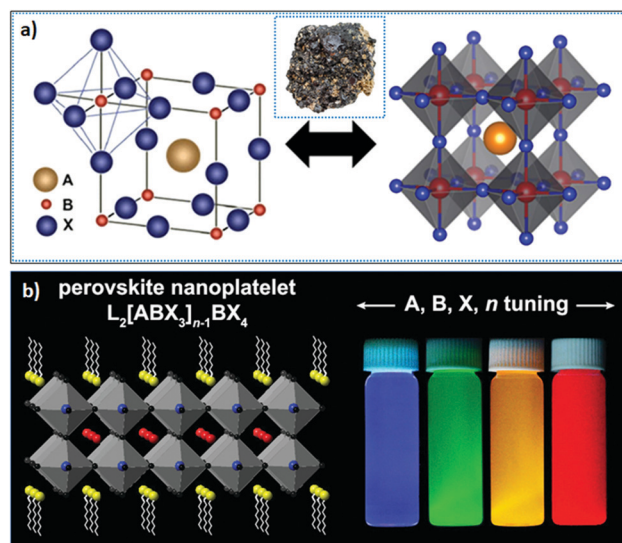 a)
A
B
X
b)
perovskite nanoplatelet
L₂[ABX₃]ₙ₋₁BX₄
A, B, X, n tuning